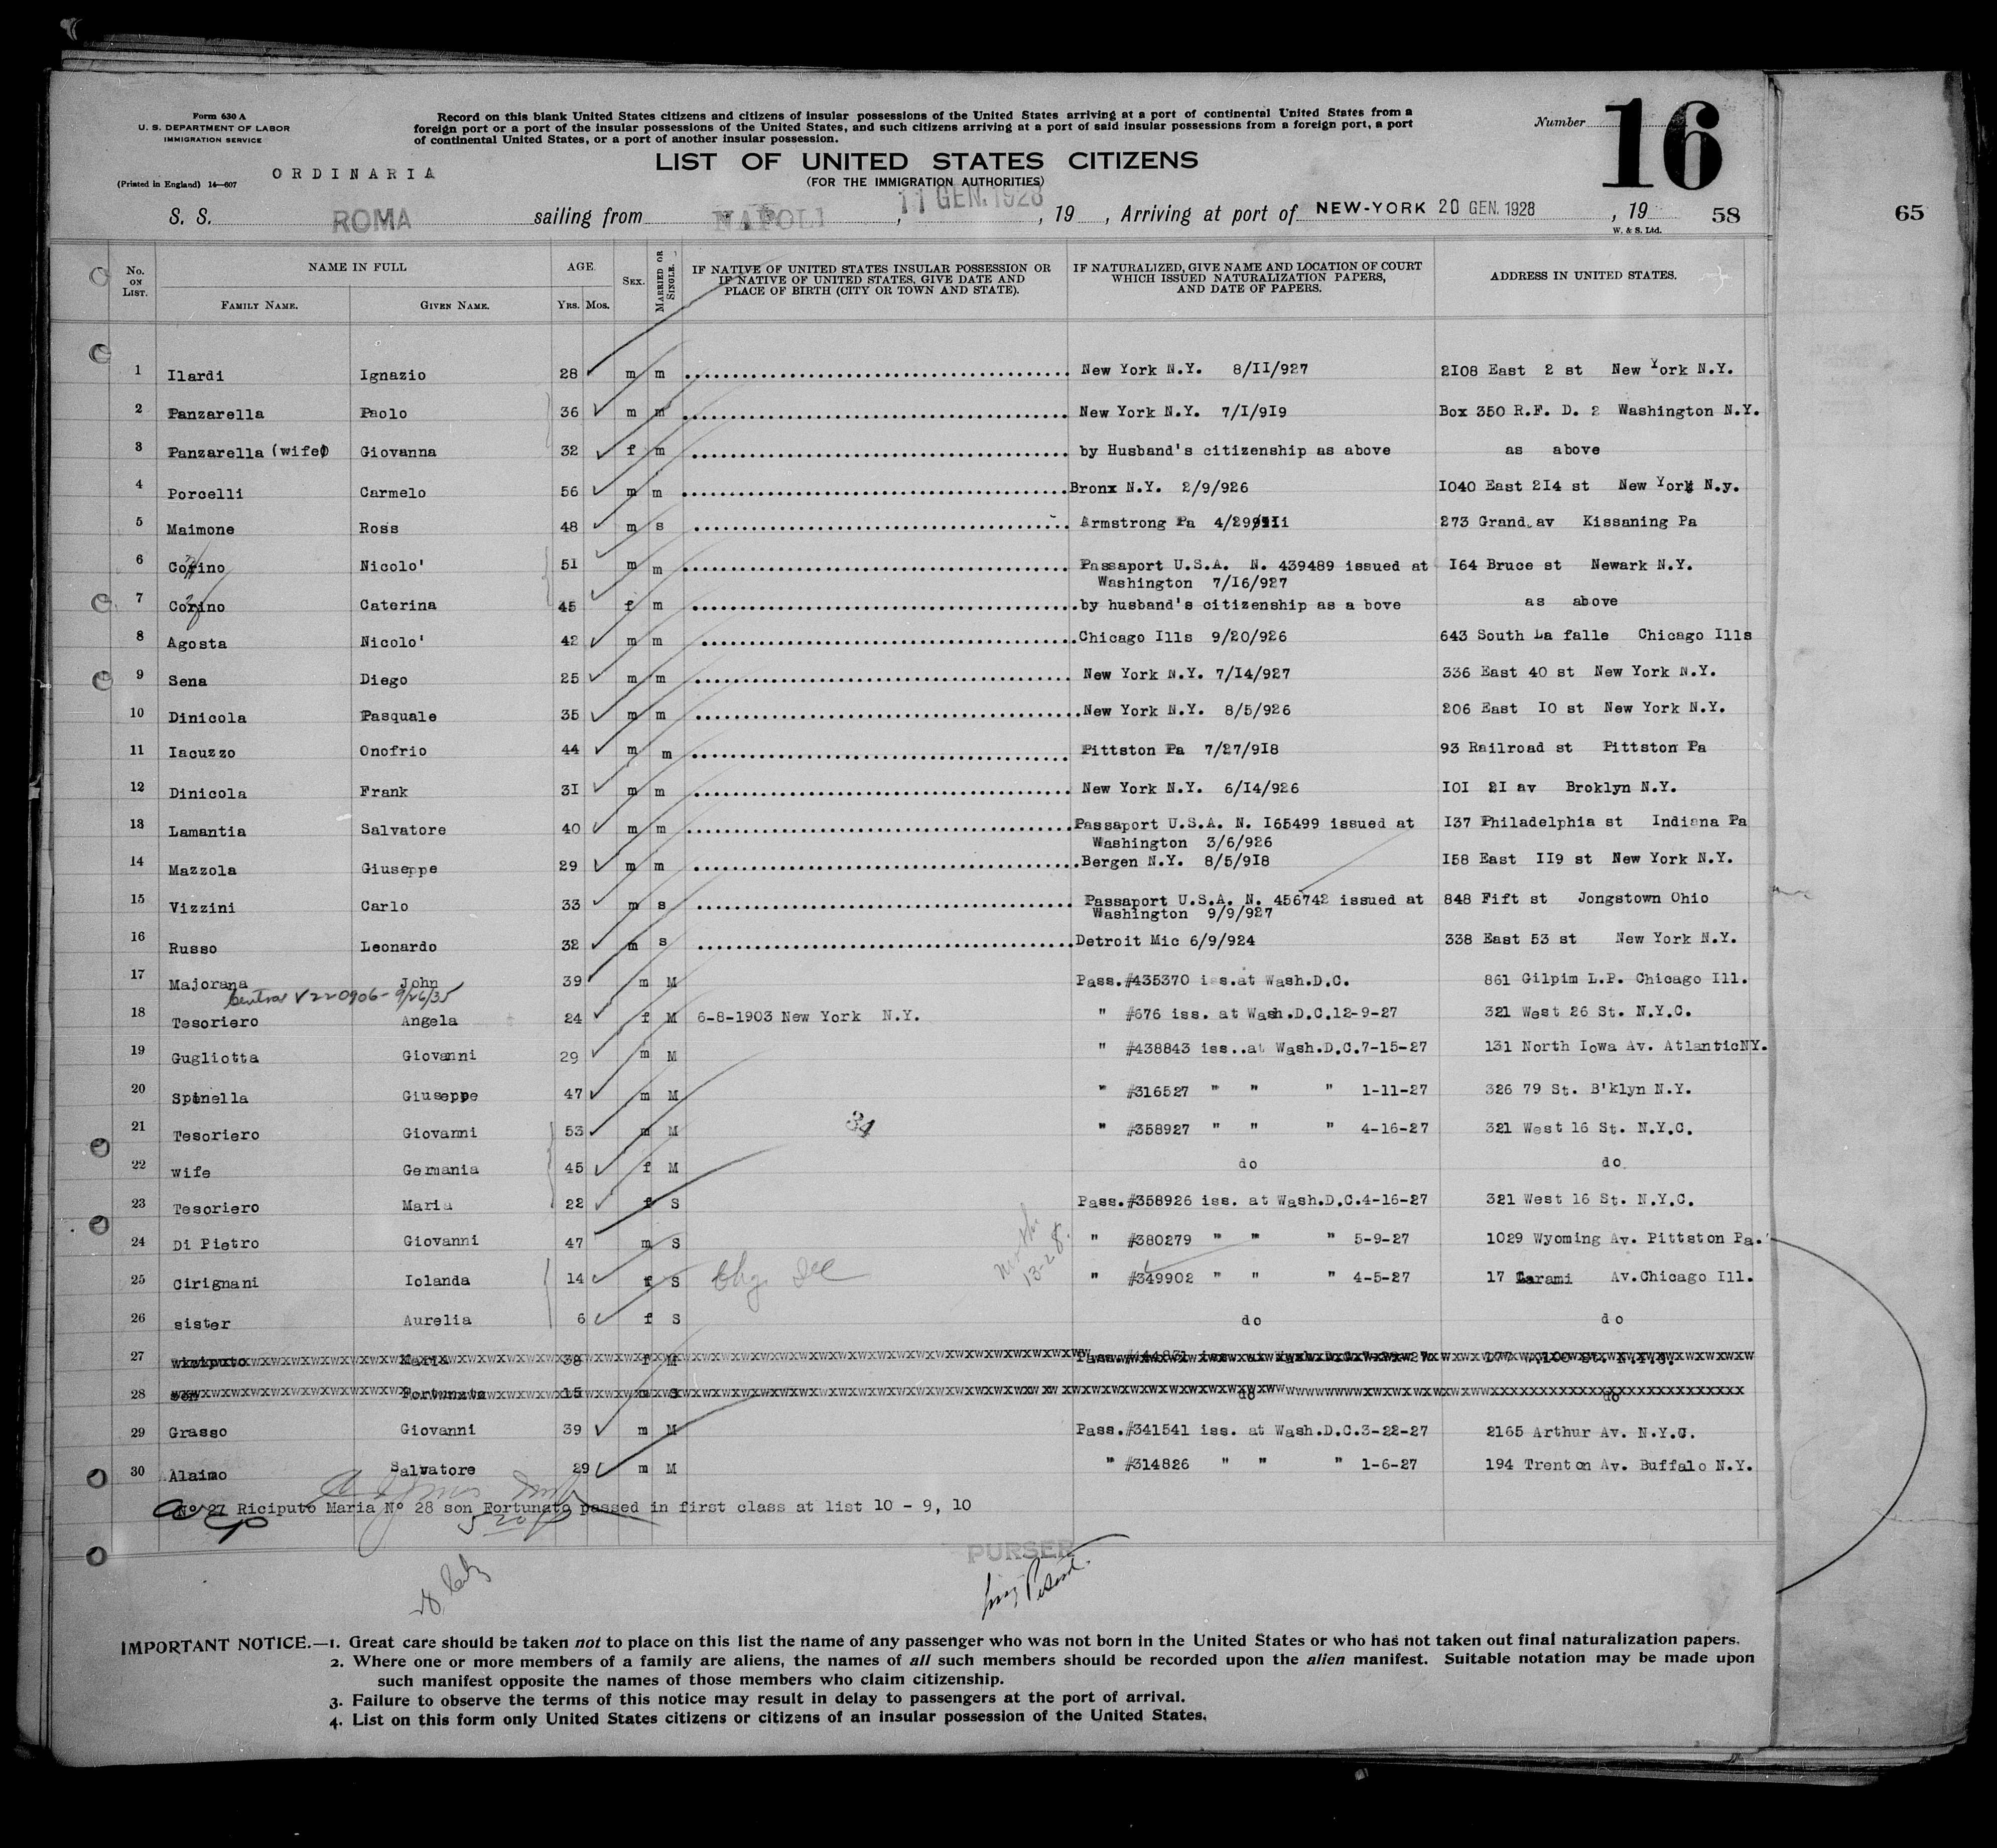 Form 630 A
U. S. DEPARTMENT OF LABOR
IMMIGRATION SERVICE
Record on this blank United States citizens and citizens of insular possessions of the United States arriving at a port of continental United States from a
foreign port or a port of the insular possessions of the United States, and such citizens arriving at a port of said insular possessions from a foreign port, a port
of continental United States, or a port of another insular possession.
Number 16
ORDINARIA
LIST OF UNITED STATES CITIZENS
(Printed in England) 14—607
(FOR THE IMMIGRATION AUTHORITIES)
S. S. ROMA sailing from NAPOLI, 11 GEN. 1928, 19 , Arriving at port of NEW-YORK 20 GEN. 1928, 19 58
65
W. & S. Ltd.
No. ON LIST. NAME IN FULL FAMILY NAME. GIVEN NAME. AGE YRS. MOS. SEX. MARRIED OR SINGLE. IF NATIVE OF UNITED STATES INSULAR POSSESSION OR IF NATIVE OF UNITED STATES, GIVE DATE AND PLACE OF BIRTH (CITY OR TOWN AND STATE). IF NATURALIZED, GIVE NAME AND LOCATION OF COURT WHICH ISSUED NATURALIZATION PAPERS, AND DATE OF PAPERS. ADDRESS IN UNITED STATES.
1 Ilardi Ignazio 28 m m New York N.Y. 8/II/927 2I08 East 2 st New York N.Y.
2 Panzarella Paolo 36 m m New York N.Y. 7/I/9I9 Box 350 R.F. D. 2 Washington N.Y.
3 Panzarella (wife) Giovanna 32 f m by Husband's citizenship as above as above
4 Porcelli Carmelo 56 m m Bronx N.Y. 2/9/926 I040 East 2I4 st New York N.y.
5 Maimone Ross 48 m s Armstrong Pa 4/29 273 Grand av Kissaning Pa
6 Corino Nicolo' 51 m m Passaport U.S.A. N. 439489 issued at I64 Bruce st Newark N.Y.
Washington 7/I6/927
7 Corino Caterina 45 f m by husband's citizenship as a bove as above
8 Agosta Nicolo' 42 m m Chicago Ills 9/20/926 643 South La falle Chicago Ills
9 Sena Diego 25 m m New York N.Y. 7/I4/927 336 East 40 st New York N.Y.
10 Dinicola Pasquale 35 m m New York N.Y. 8/5/926 206 East I0 st New York N.Y.
11 Iacuzzo Onofrio 44 m m Pittston Pa 7/27/9I8 93 Railroad st Pittston Pa
12 Dinicola Frank 3I m m New York N.Y. 6/I4/926 I0I 2I av Broklyn N.Y.
13 Lamantia Salvatore 40 m m Passaport U.S.A. N. I65499 issued at I37 Philadelphia st Indiana Pa
Washington 3/6/926
14 Mazzola Giuseppe 29 m m Bergen N.Y. 8/5/9I8 I58 East II9 st New York N.Y.
15 Vizzini Carlo 33 m s Passaport U.S.A. N. 456742 issued at 848 Fift st Jongstown Ohio
Washington 9/9/927
16 Russo Leonardo 32 m s Detroit Mic 6/9/924 338 East 53 st New York N.Y.
17 Majorana John 39 m M Pass.#435370 iss.at Wash.D.C. 861 Gilpim L.P. Chicago Ill.
V220906 - 9/26/35
18 Tesoriero Angela 24 f M 6-8-1903 New York N.Y. " #676 iss. at Wash.D.C.12-9-27 321 West 26 St. N.Y.C.
19 Gugliotta Giovanni 29 m M " #438843 iss..at Wash.D.C.7-15-27 131 North Iowa Av. AtlanticNY.
20 Spinella Giuseppe 47 m M " #316527 " " " 1-11-27 326 79 St. B'klyn N.Y.
21 Tesoriero Giovanni 53 m M " #358927 " " " 4-16-27 321 West 16 St. N.Y.C.
22 wife Germania 45 f M do do
23 Tesoriero Maria 22 f S Pass.#358926 iss. at Wash.D.C.4-16-27 321 West 16 St. N.Y.C.
24 Di Pietro Giovanni 47 m S " #380279 " " " 5-9-27 1029 Wyoming Av. Pittston Pa.
25 Cirignani Iolanda 14 f S " #349902 " " " 4-5-27 17 Larami Av.Chicago Ill.
26 sister Aurelia 6 f S do do
27 Maria 38 f M
28 son Fortunato 15 m S do do
29 Grasso Giovanni 39 m M Pass.#341541 iss. at Wash.D.C.3-22-27 2165 Arthur Av. N.Y.C.
30 Alaimo Salvatore 29 m M " #314826 " " " 1-6-27 194 Trenton Av. Buffalo N.Y.
Nº 27 Riciputo Maria Nº 28 son Fortunato passed in first class at list 10 - 9, 10
PURSER
IMPORTANT NOTICE.—1. Great care should be taken not to place on this list the name of any passenger who was not born in the United States or who has not taken out final naturalization papers.
2. Where one or more members of a family are aliens, the names of all such members should be recorded upon the alien manifest. Suitable notation may be made upon
such manifest opposite the names of those members who claim citizenship.
3. Failure to observe the terms of this notice may result in delay to passengers at the port of arrival.
4. List on this form only United States citizens or citizens of an insular possession of the United States.